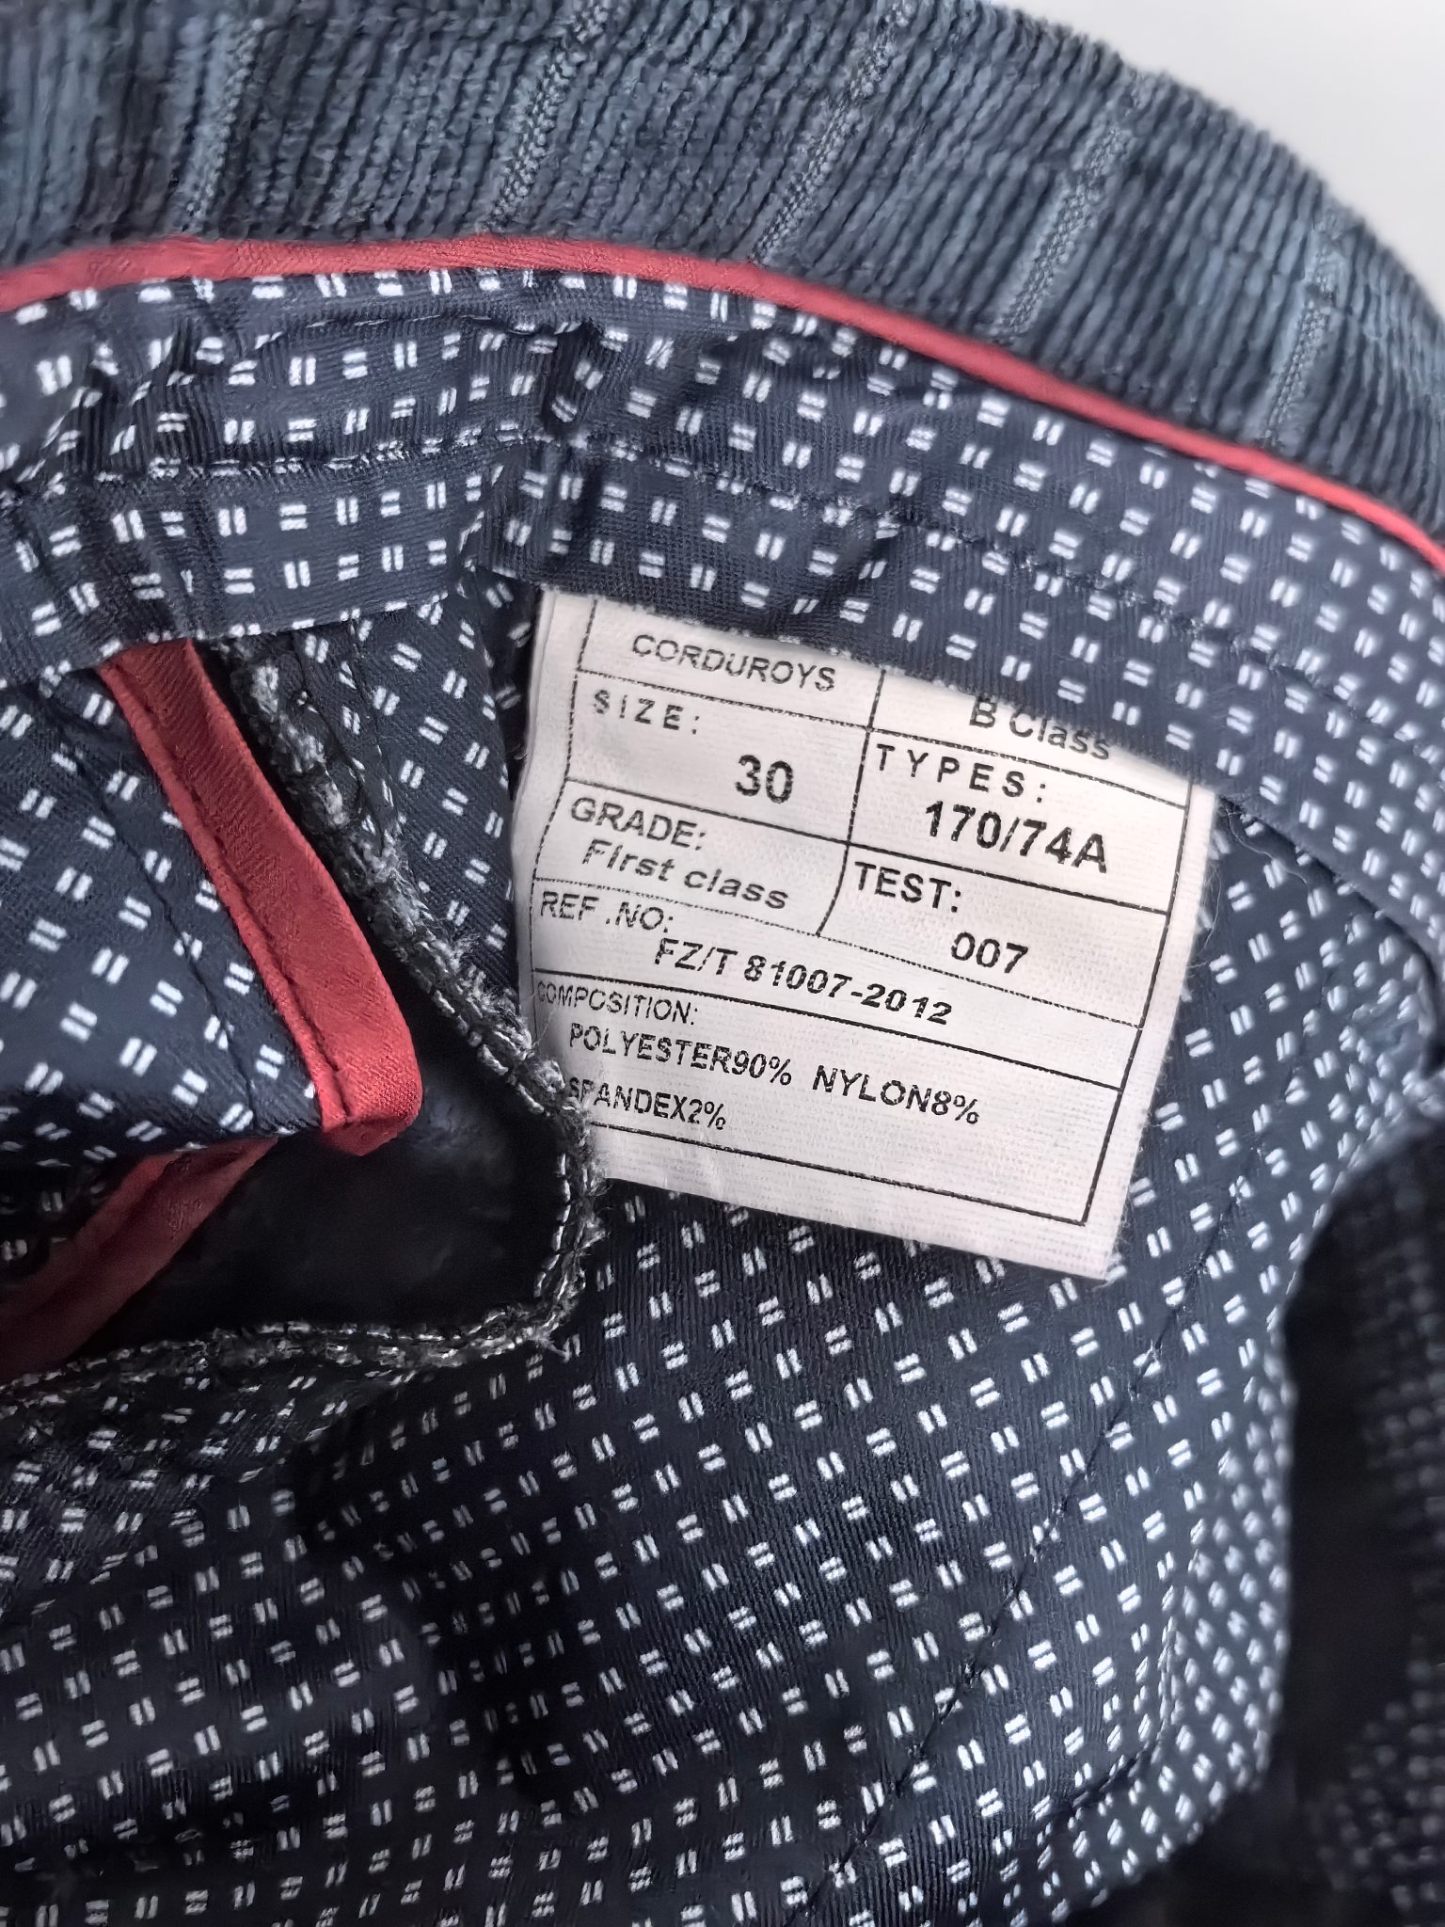 CORDUROYS
B Class
SIZE:
30
TYPES:
170/74A
GRADE:
First class
TEST:
007
REF.NO:
FZ/T 81007-2012
COMPOSITION:
POLYESTER90% NYLON8%
SPANDEX2%